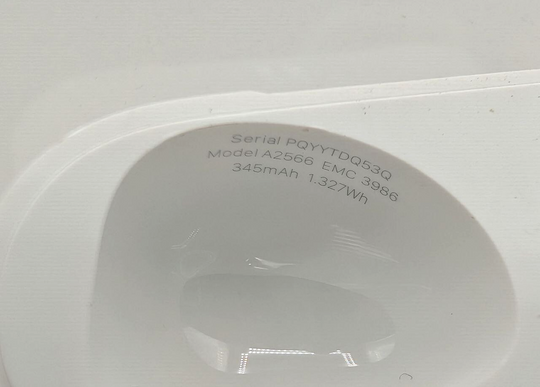 Serial PQYYTDQ53Q
Model A2566 EMC 3986
345mAh 1.327Wh